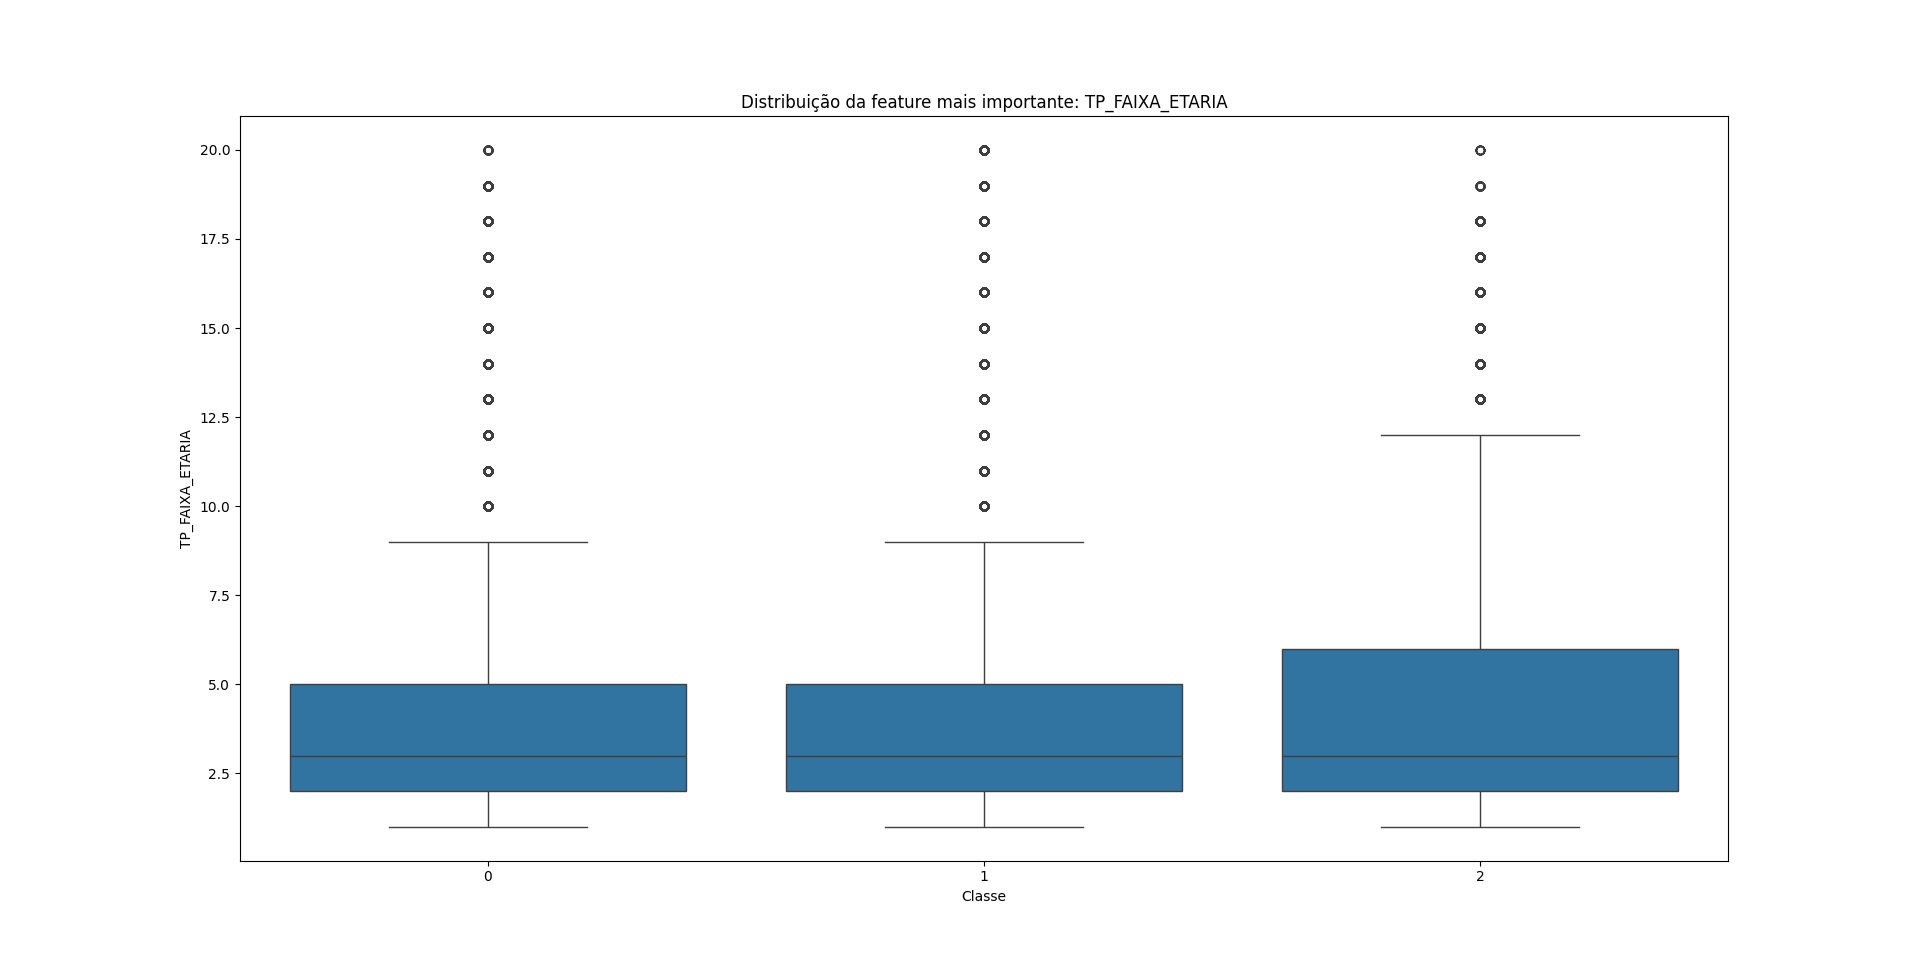 Distribuição da feature mais importante: TP_FAIXA_ETARIA
20.0
17.5
15.0
12.5
10.0
7.5
5.0
2.5
TP_FAIXA_ETARIA
0 1 2
Classe